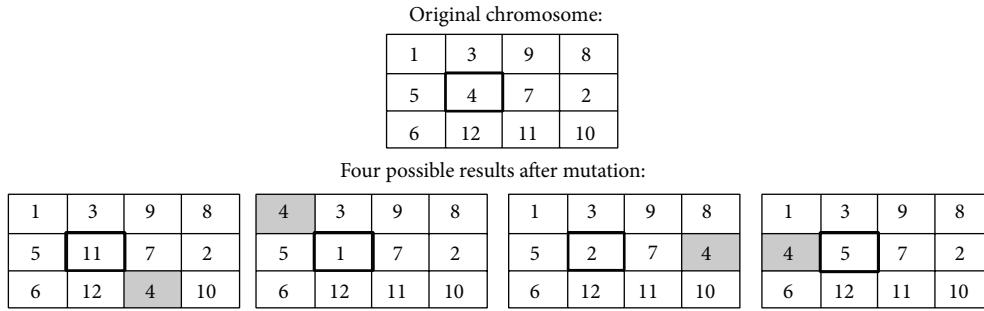 Original chromosome:
1 3 9 8
5 4 7 2
6 12 11 10
Four possible results after mutation:
1 3 9 8 4 3 9 8 1 3 9 8 1 3 9 8
5 11 7 2 5 1 7 2 5 2 7 4 4 5 7 2
6 12 4 10 6 12 11 10 6 12 11 10 6 12 11 10